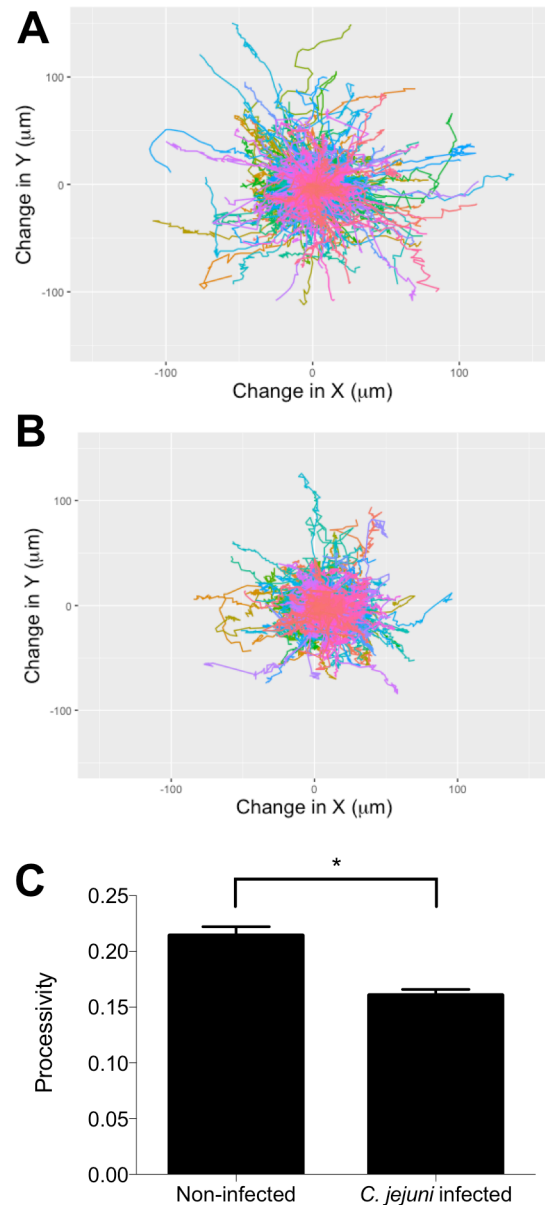 A
Change in Y (μm)
100
0
-100
-100 0 100
Change in X (μm)
B
Change in Y (μm)
100
0
-100
-100 0 100
Change in X (μm)
C
*
Processivity
0.25
0.20
0.15
0.10
0.05
0.00
Non-infected C. jejuni infected